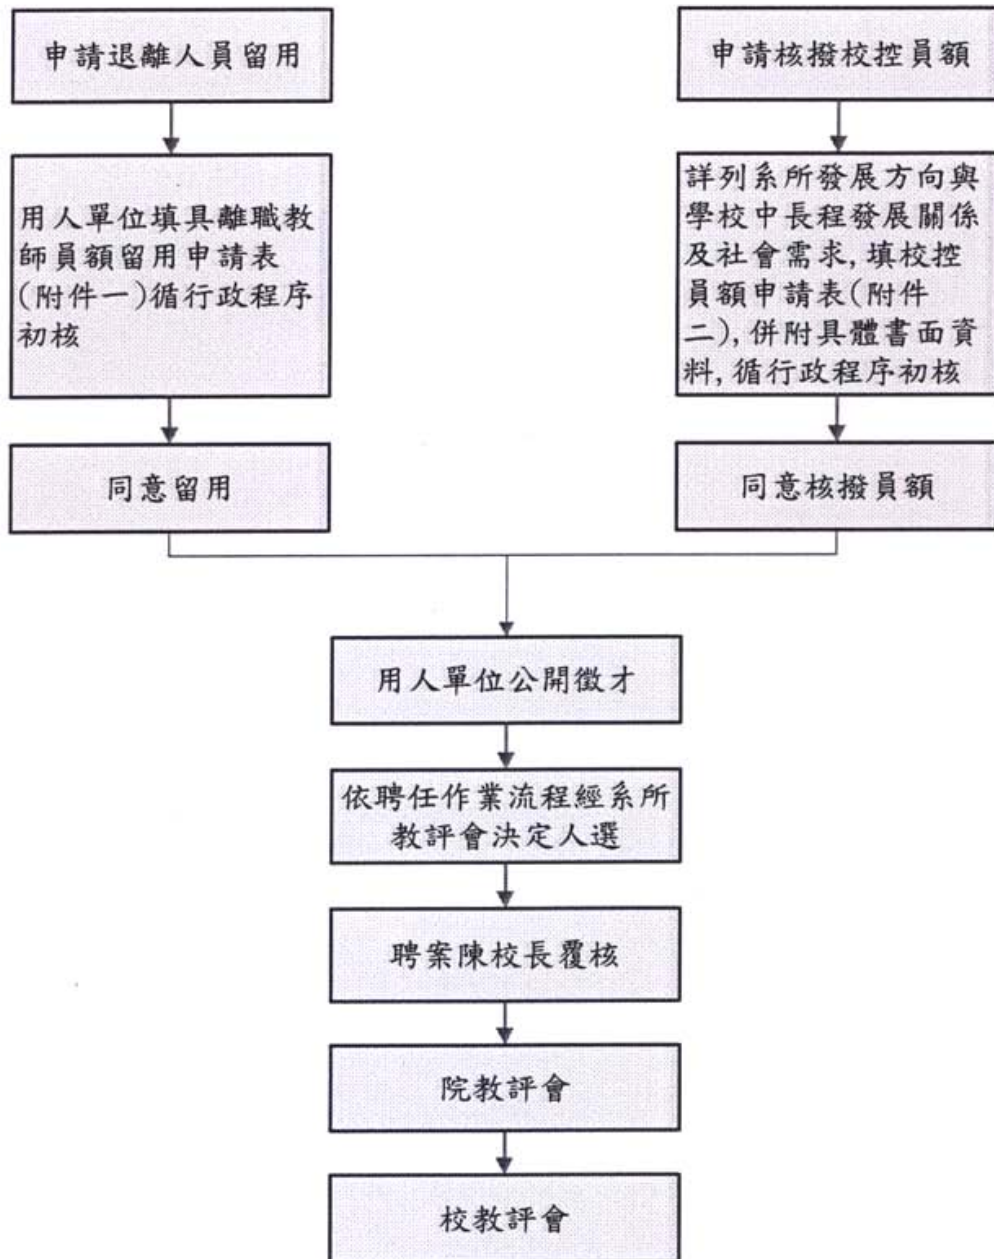 申請退離人員留用
用人單位填具離職教
師員額留用申請表
(附件一)循行政程序
初核
同意留用
申請核撥校控員額
詳列系所發展方向與
學校中長程發展關係
及社會需求,填校控
員額申請表(附件
二),併附具體書面資
料,循行政程序初核
同意核撥員額
用人單位公開徵才
依聘任作業流程經系所
教評會決定人選
聘案陳校長覆核
院教評會
校教評會